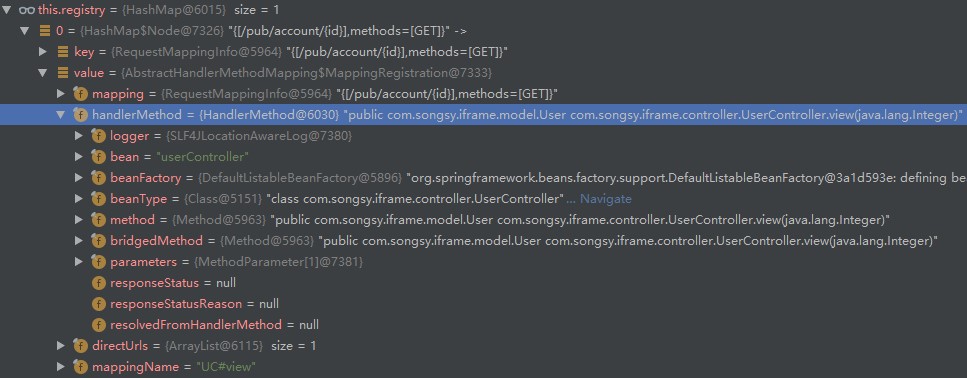 this.registry = {HashMap@6015} size = 1
0 = {HashMap$Node@7326} "{[/pub/account/{id}],methods=[GET]}" ->
key = {RequestMappingInfo@5964} "{[/pub/account/{id}],methods=[GET]}"
value = {AbstractHandlerMethodMapping$MappingRegistration@7333}
f mapping = {RequestMappingInfo@5964} "{[/pub/account/{id}],methods=[GET]}"
f handlerMethod = {HandlerMethod@6030} "public com.songsy.iframe.model.User com.songsy.iframe.controller.UserController.view(java.lang.Integer)"
f logger = {SLF4JLocationAwareLog@7380}
f bean = "userController"
f beanFactory = {DefaultListableBeanFactory@5896} "org.springframework.beans.factory.support.DefaultListableBeanFactory@3a1d593e: defining be
f beanType = {Class@5151} "class com.songsy.iframe.controller.UserController" ... Navigate
f method = {Method@5963} "public com.songsy.iframe.model.User com.songsy.iframe.controller.UserController.view(java.lang.Integer)"
f bridgedMethod = {Method@5963} "public com.songsy.iframe.model.User com.songsy.iframe.controller.UserController.view(java.lang.Integer)"
f parameters = {MethodParameter[1]@7381}
f responseStatus = null
f responseStatusReason = null
f resolvedFromHandlerMethod = null
f directUrls = {ArrayList@6115} size = 1
f mappingName = "UC#view"